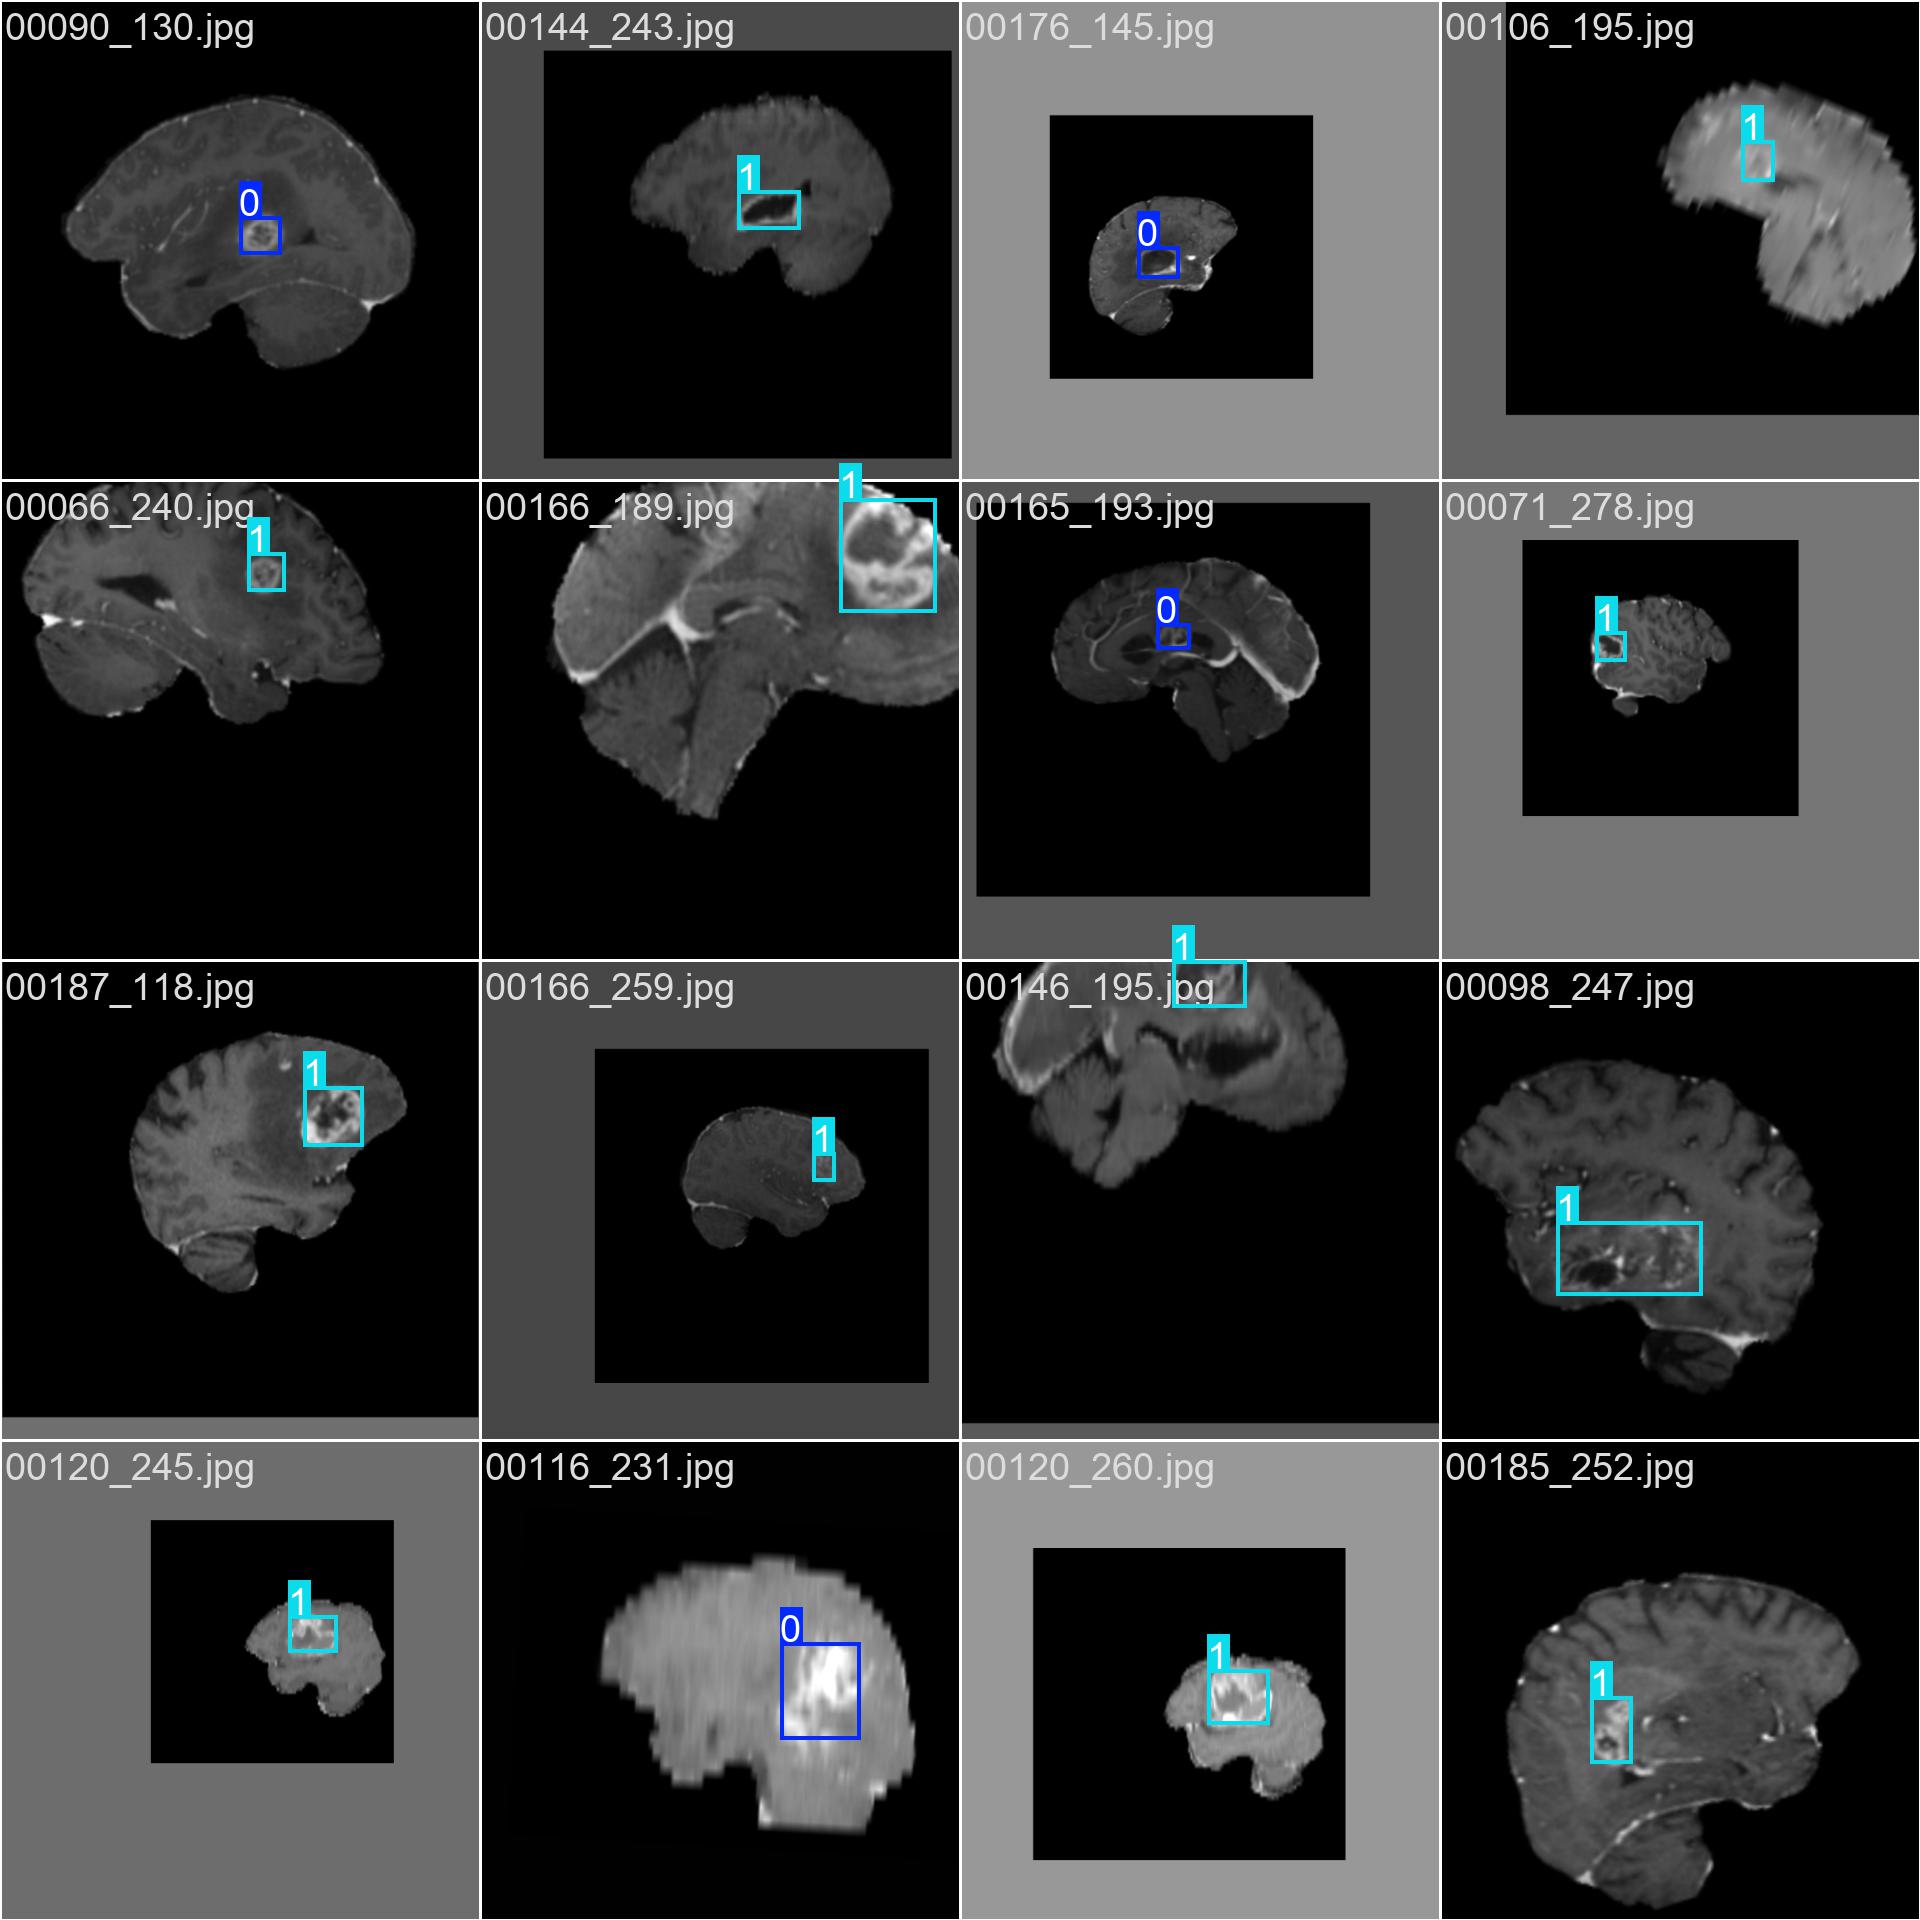 00090_130.jpg
00144_243.jpg
00176_145.jpg
00106_195.jpg
0
1
0
1
00066_240.jpg
00166_189.jpg
00165_193.jpg
00071_278.jpg
1
1
0
1
00187_118.jpg
00166_259.jpg
00146_195.jpg
00098_247.jpg
1
1
1
1
00120_245.jpg
00116_231.jpg
00120_260.jpg
00185_252.jpg
1
0
1
1